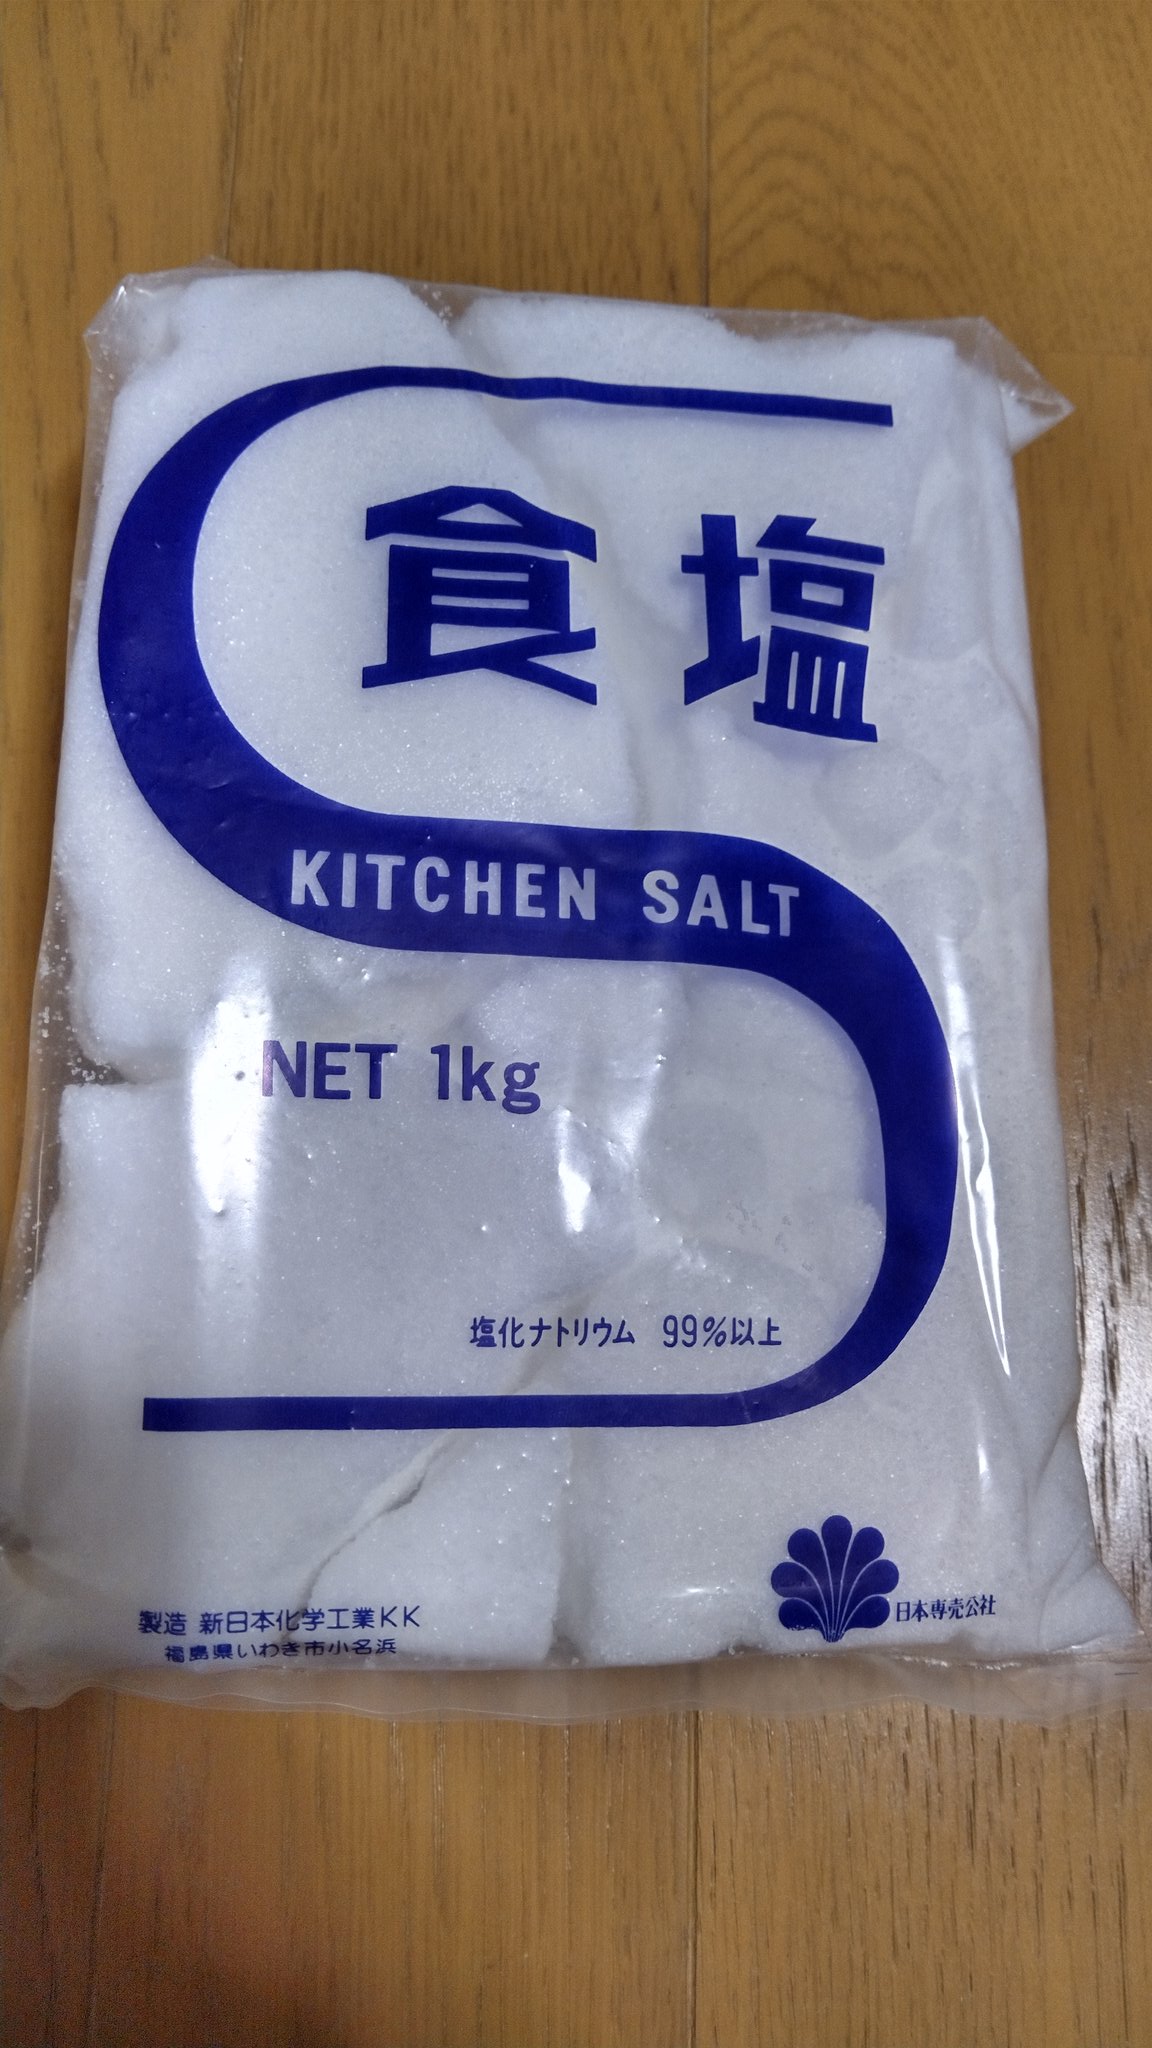 食塩
KITCHEN SALT
NET 1kg
塩化ナトリウム 99%以上
製造 新日本化学工業KK
福島県いわき市小名浜
日本専売公社